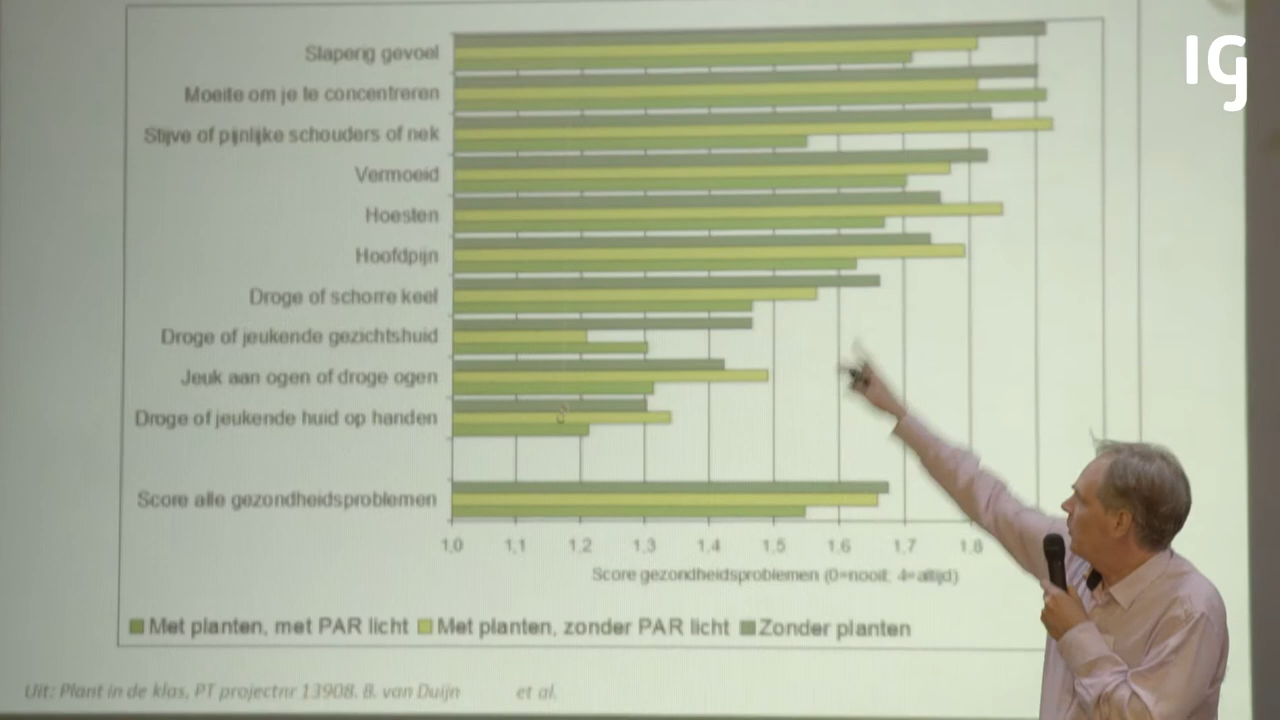 IG
Slaperig gevoel
Moeite om je te concentreren
Stijve of pijnlijke schouders of nek
Vermoeid
Hoesten
Hoofdpijn
Droge of schorre keel
Droge of jeukende gezichtshuid
Jeuk aan ogen of droge ogen
Droge of jeukende huid op handen
Score alle gezondheidsproblemen
1,0 1,1 1,2 1,3 1,4 1,5 1,6 1,7 1,8
Score gezondheidsproblemen (0=nooit; 4=altijd)
Met planten, met PAR licht Met planten, zonder PAR licht Zonder planten
Uit: Plant in de klas, PT projectnr 13908. B. van Duijn et al.